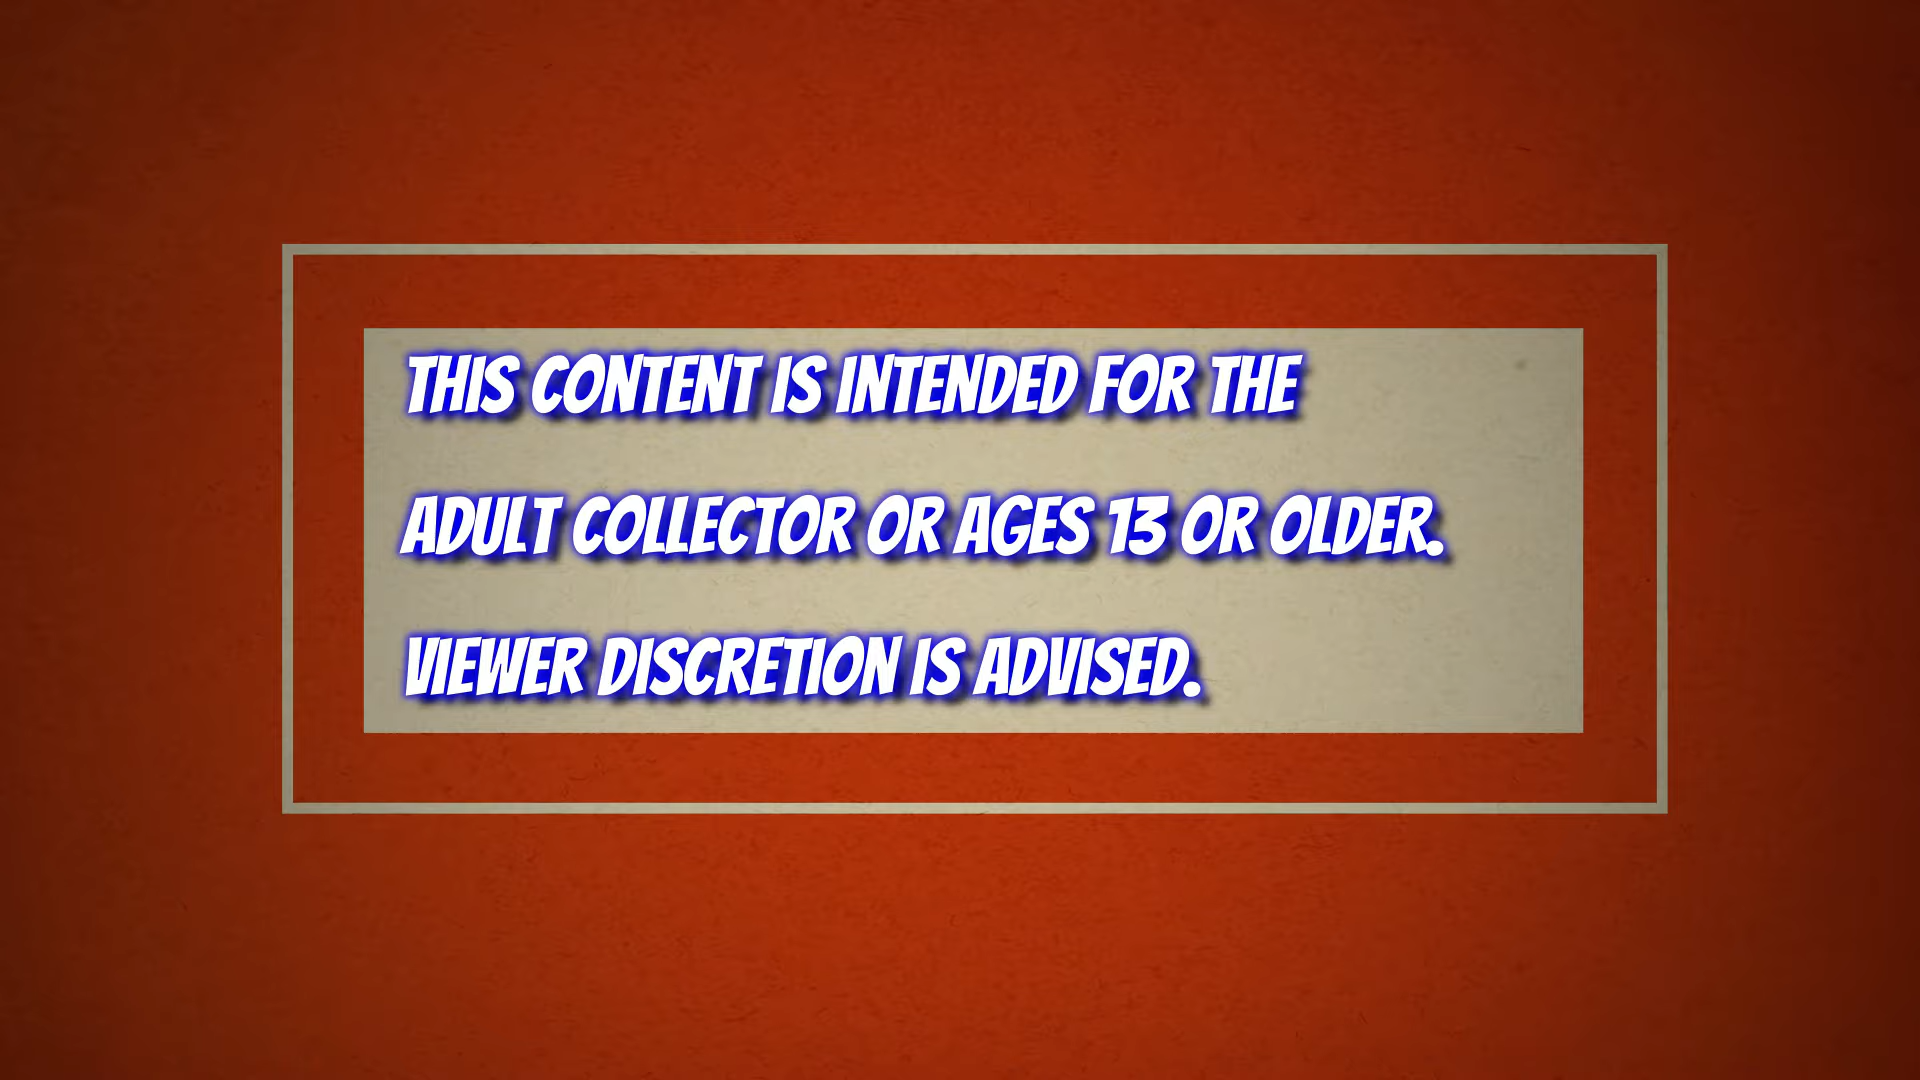 THIS CONTENT IS INTENDED FOR THE
ADULT COLLECTOR OR AGES 13 OR OLDER.
VIEWER DISCRETION IS ADVISED.